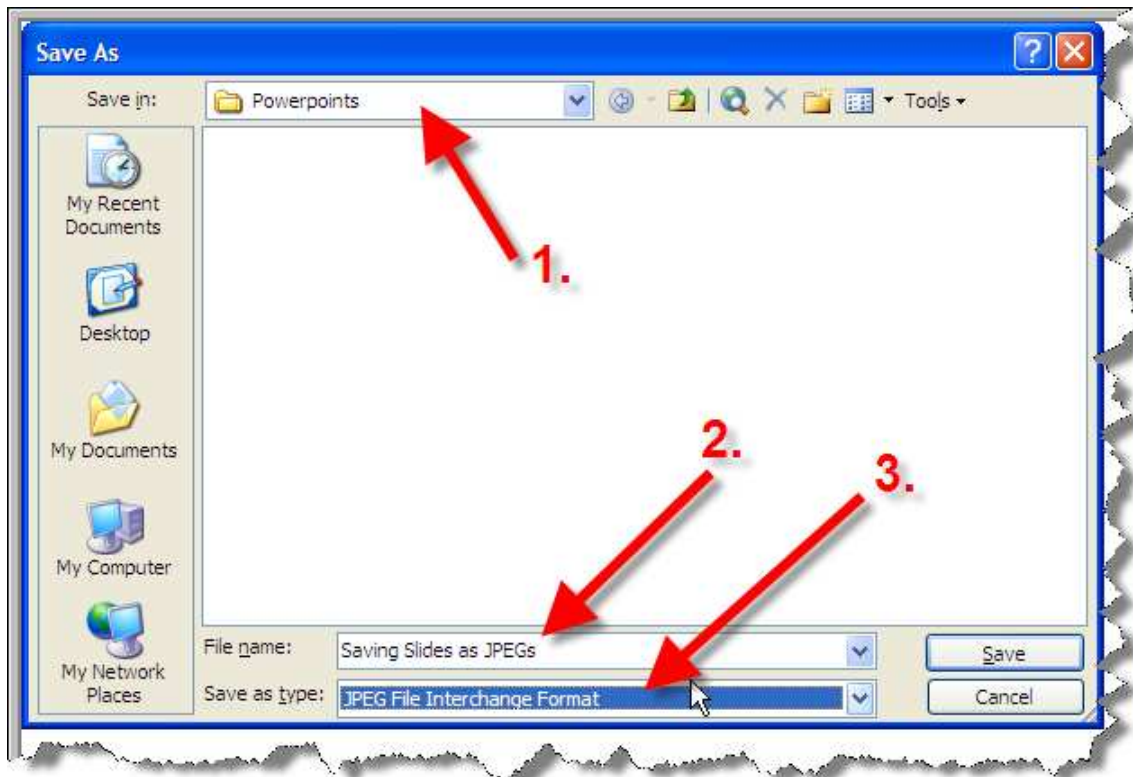 Save As
Save in:
Powerpoints
Tools
My Recent
Documents
1.
Desktop
My Documents
2.
3.
My Computer
My Network
Places
File name:
Saving Slides as JPEGs
Save
Save as type:
JPEG File Interchange Format
Cancel